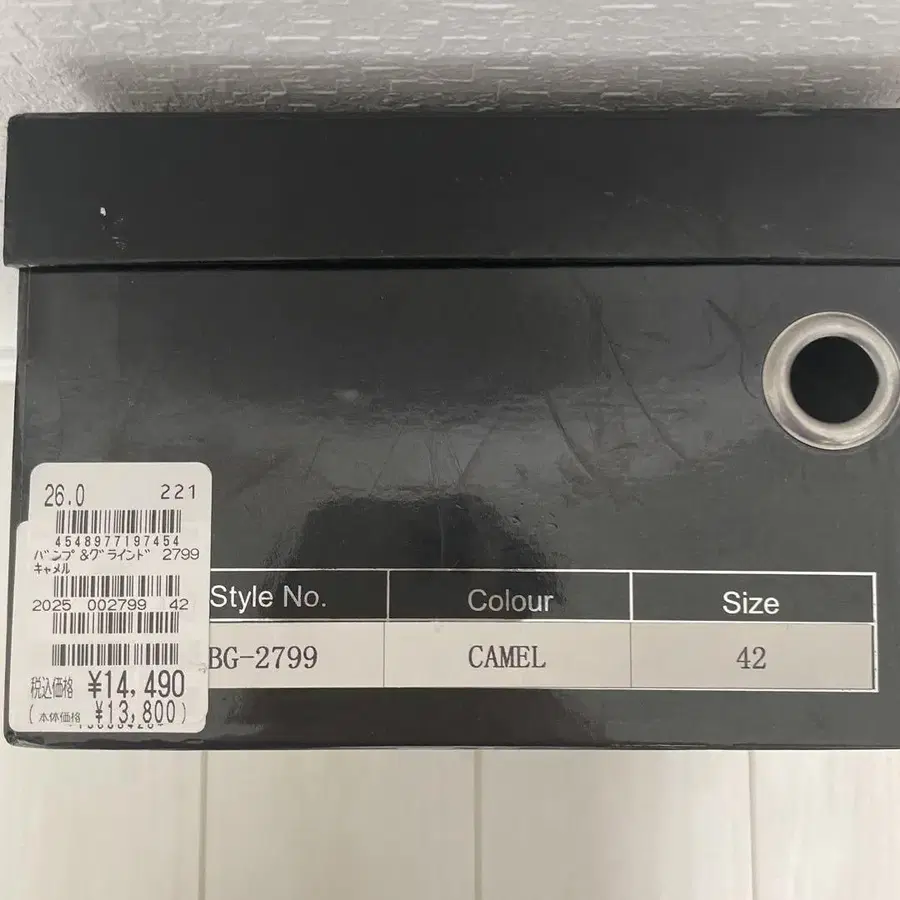 26.0 221
4548977197454
バンプ&グラインド 2799
キャメル
2025 002799 42
税込価格 ¥14,490
(本体価格 ¥13,800)
Style No. Colour Size
BG-2799 CAMEL 42